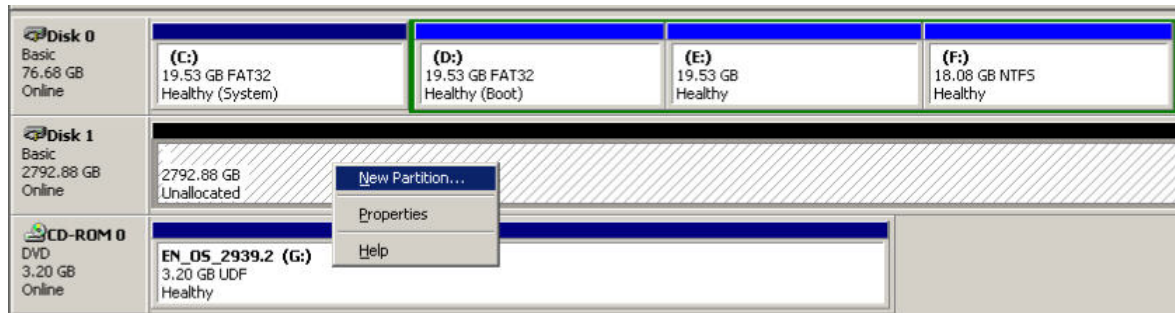 Disk 0
Basic
76.68 GB
Online
(C:)
19.53 GB FAT32
Healthy (System)
(D:)
19.53 GB FAT32
Healthy (Boot)
(E:)
19.53 GB
Healthy
(F:)
18.08 GB NTFS
Healthy
Disk 1
Basic
2792.88 GB
Online
2792.88 GB
Unallocated
New Partition...
Properties
Help
CD-ROM 0
DVD
3.20 GB
Online
EN_OS_2939.2 (G:)
3.20 GB UDF
Healthy